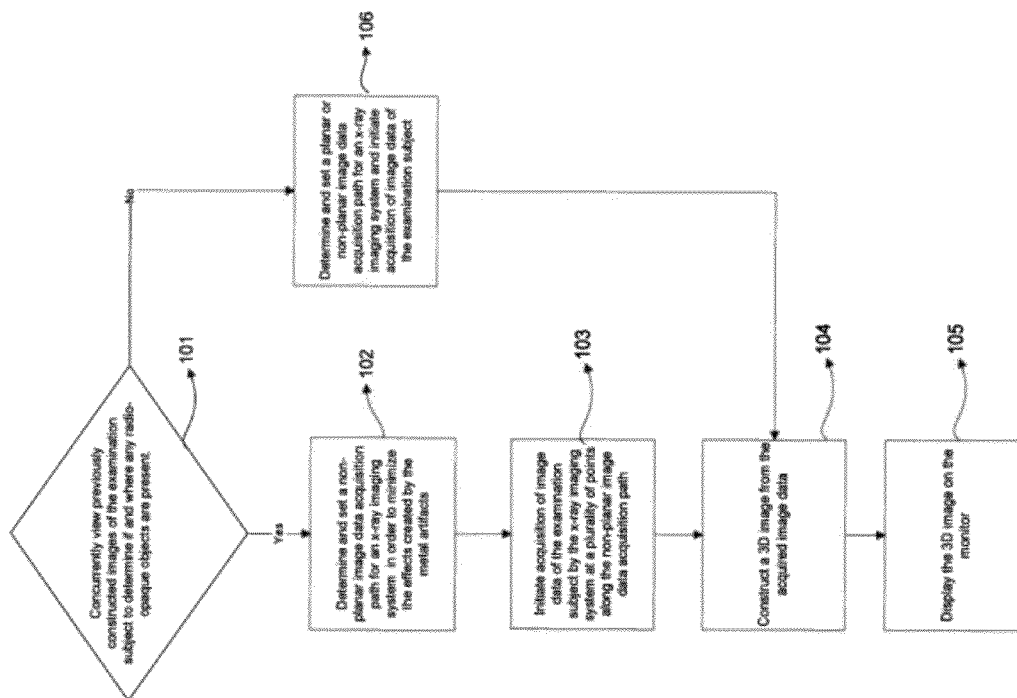 Concurrently view previously
constructed images of the examination
subject to determine if and where any radio-
opaque objects are present.
101
No
Yes
Determine and set a non-
planar image data acquisition
path for an x-ray imaging
system in order to minimize
the effects created by the
metal artifacts
102
Determine and set a planar or
non-planar image data
acquisition path for an x-ray
imaging system and initiate
acquisition of image data of
the examination subject
106
Initiate acquisition of image
data of the examination
subject by the x-ray imaging
system at a plurality of points
along the non-planar image
data acquisition path
103
Construct a 3D image from the
acquired image data
104
Display the 3D image on the
monitor
105